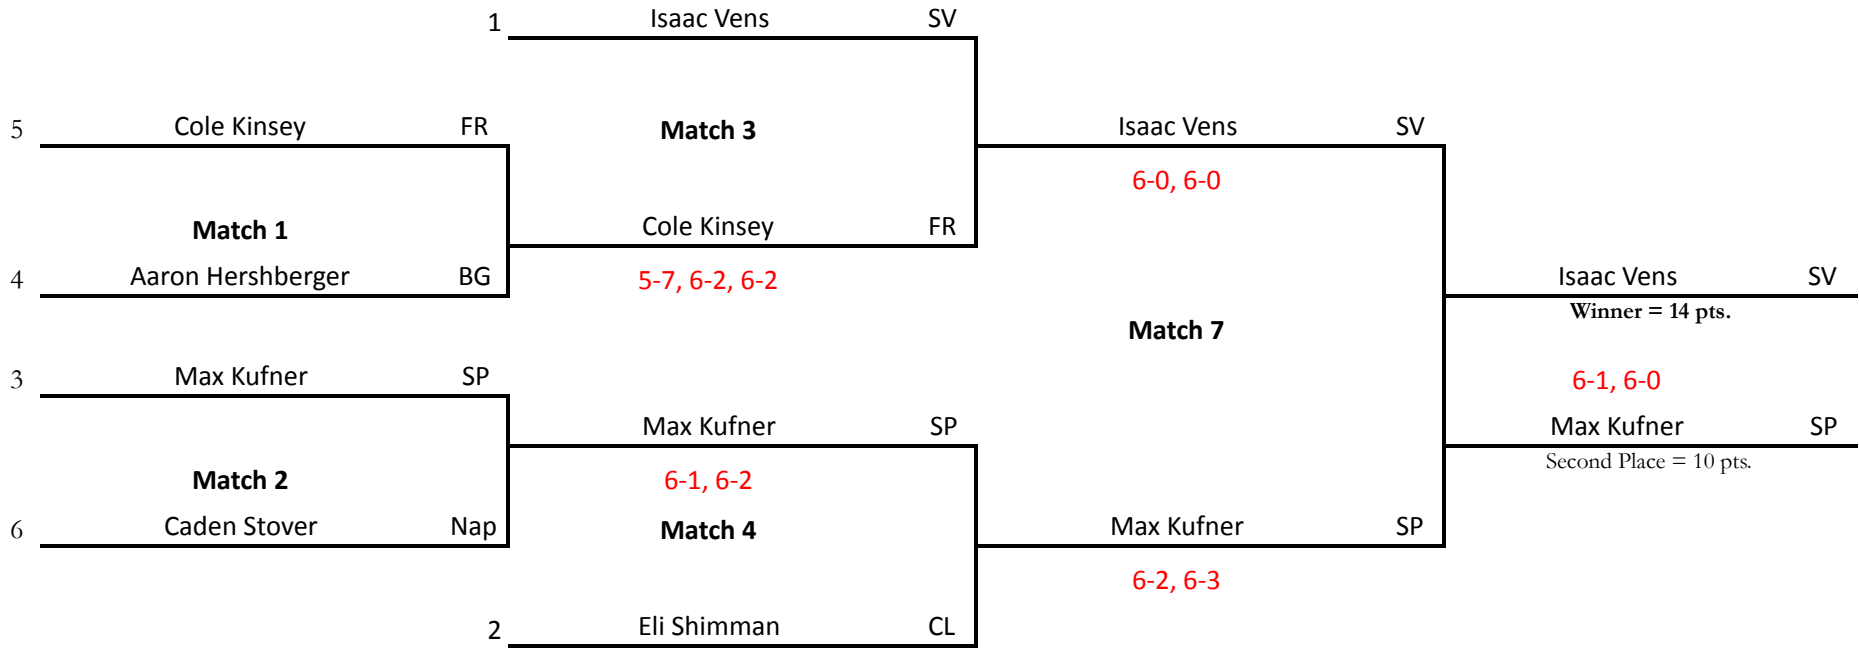 1 Isaac Vens SV
5 Cole Kinsey FR
Match 3
Isaac Vens SV
6-0, 6-0
Match 1
Cole Kinsey FR
4 Aaron Hershberger BG
5-7, 6-2, 6-2
Isaac Vens SV
Winner = 14 pts.
Match 7
3 Max Kufner SP
6-1, 6-0
Max Kufner SP
Max Kufner SP
Second Place = 10 pts.
Match 2
6-1, 6-2
6 Caden Stover Nap
Match 4
Max Kufner SP
6-2, 6-3
2 Eli Shimman CL